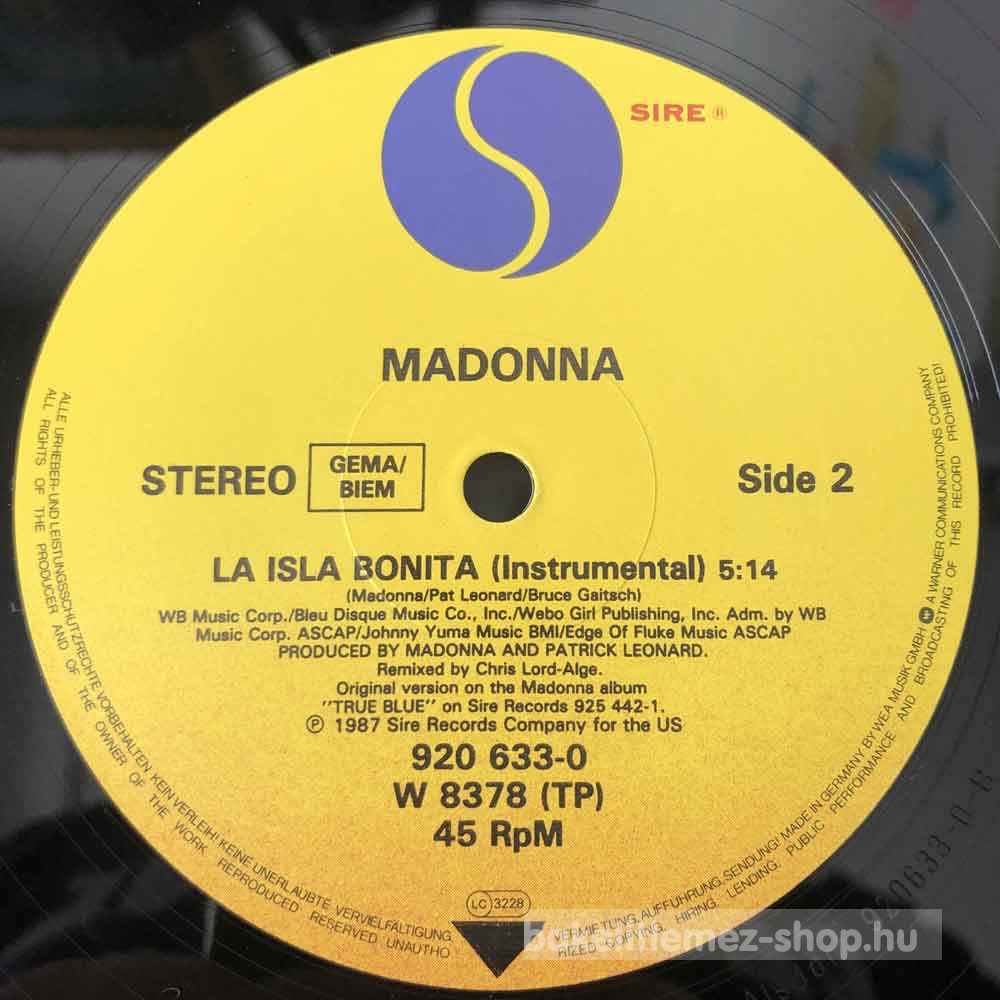 SIRE ®
MADONNA
STEREO
GEMA/
BIEM
Side 2
LA ISLA BONITA (Instrumental) 5:14
(Madonna/Pat Leonard/Bruce Gaitsch)
WB Music Corp./Bleu Disque Music Co., Inc./Webo Girl Publishing, Inc. Adm. by WB
Music Corp. ASCAP/Johnny Yuma Music BMI/Edge Of Fluke Music ASCAP
PRODUCED BY MADONNA AND PATRICK LEONARD.
Remixed by Chris Lord-Alge.
Original version on the Madonna album
"TRUE BLUE" on Sire Records 925 442-1.
℗ 1987 Sire Records Company for the US
920 633-0
W 8378 (TP)
45 RpM
LC 3228
ALLE URHEBER-UND LEISTUNGSSCHUTZRECHTE VORBEHALTEN KEIN VERLEIH! KEINE UNERLAUBTE VERVIELFÄLTIGUNG, VERMIETUNG, AUFFÜHRUNG, SENDUNG! MADE IN GERMANY BY WEA MUSIK GMBH A WARNER COMMUNICATIONS COMPANY
ALL RIGHTS OF THE PRODUCER AND OF THE OWNER OF THE WORK REPRODUCED RESERVED UNAUTHO
RIZED COPYING, HIRING, LENDING, PUBLIC PERFORMANCE AND BROADCASTING OF THIS RECORD PROHIBITED!
920633-0-B
bakelitlemez-shop.hu